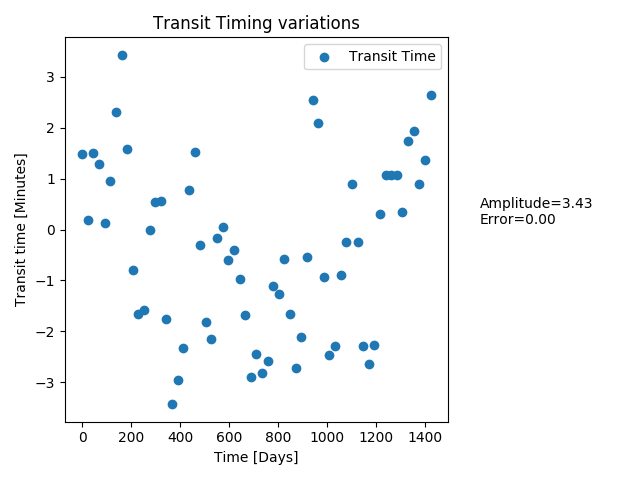 Transit Timing variations
Transit Time
3
2
1
0
−1
−2
−3
Transit time [Minutes]
Amplitude=3.43
Error=0.00
0 200 400 600 800 1000 1200 1400
Time [Days]